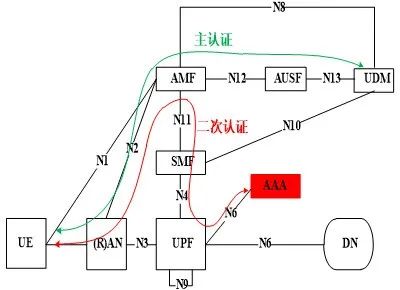 N8
主认证
AMF
N12
AUSF
N13
UDM
N11
二次认证
N10
N1
N2
SMF
AAA
N4
N6
UE
(R)AN
N3
UPF
N6
DN
N9